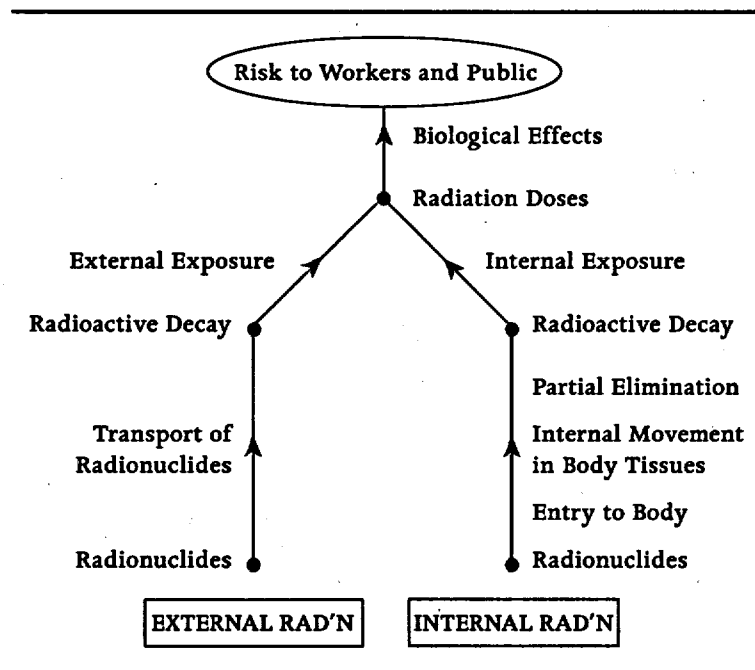 Risk to Workers and Public
Biological Effects
Radiation Doses
External Exposure
Internal Exposure
Radioactive Decay
Radioactive Decay
Partial Elimination
Transport of
Radionuclides
Internal Movement
in Body Tissues
Entry to Body
Radionuclides
Radionuclides
EXTERNAL RAD'N
INTERNAL RAD'N